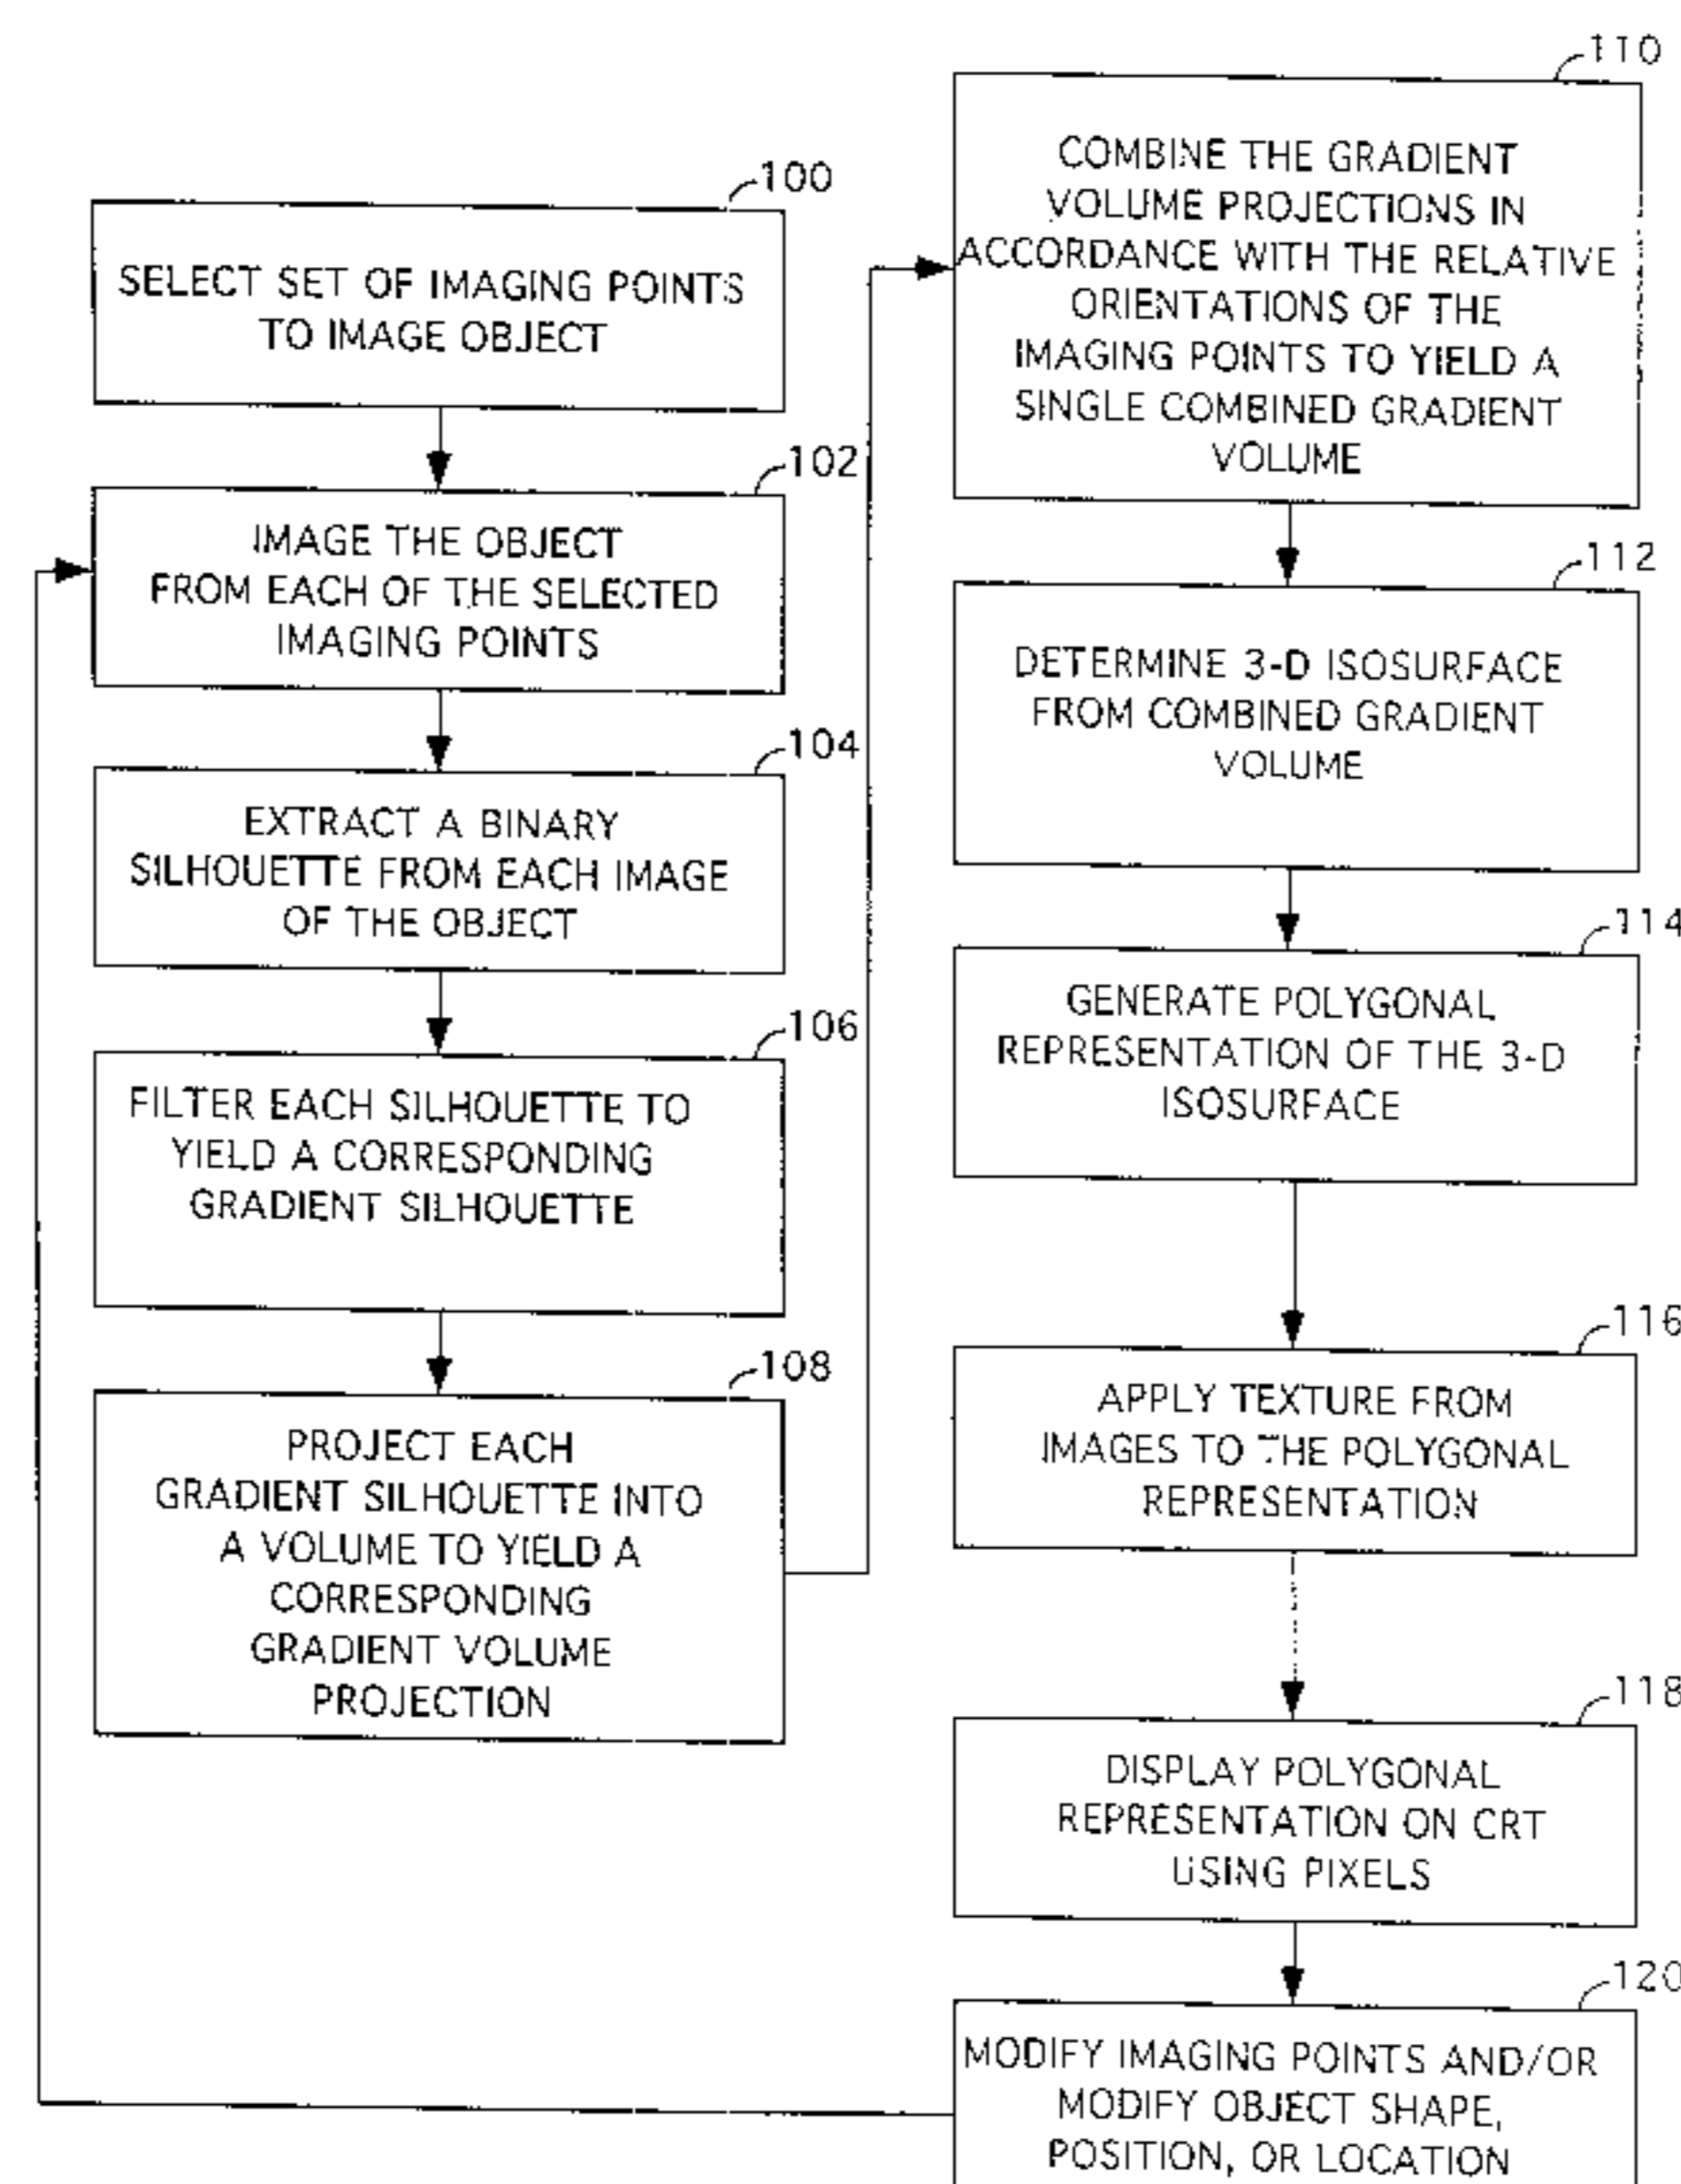 100
SELECT SET OF IMAGING POINTS
TO IMAGE OBJECT
102
IMAGE THE OBJECT
FROM EACH OF THE SELECTED
IMAGING POINTS
104
EXTRACT A BINARY
SILHOUETTE FROM EACH IMAGE
OF THE OBJECT
106
FILTER EACH SILHOUETTE TO
YIELD A CORRESPONDING
GRADIENT SILHOUETTE
108
PROJECT EACH
GRADIENT SILHOUETTE INTO
A VOLUME TO YIELD A
CORRESPONDING
GRADIENT VOLUME
PROJECTION
110
COMBINE THE GRADIENT
VOLUME PROJECTIONS IN
ACCORDANCE WITH THE RELATIVE
ORIENTATIONS OF THE
IMAGING POINTS TO YIELD A
SINGLE COMBINED GRADIENT
VOLUME
112
DETERMINE 3-D ISOSURFACE
FROM COMBINED GRADIENT
VOLUME
114
GENERATE POLYGONAL
REPRESENTATION OF THE 3-D
ISOSURFACE
116
APPLY TEXTURE FROM
IMAGES TO THE POLYGONAL
REPRESENTATION
118
DISPLAY POLYGONAL
REPRESENTATION ON CRT
USING PIXELS
120
MODIFY IMAGING POINTS AND/OR
MODIFY OBJECT SHAPE,
POSITION, OR LOCATION